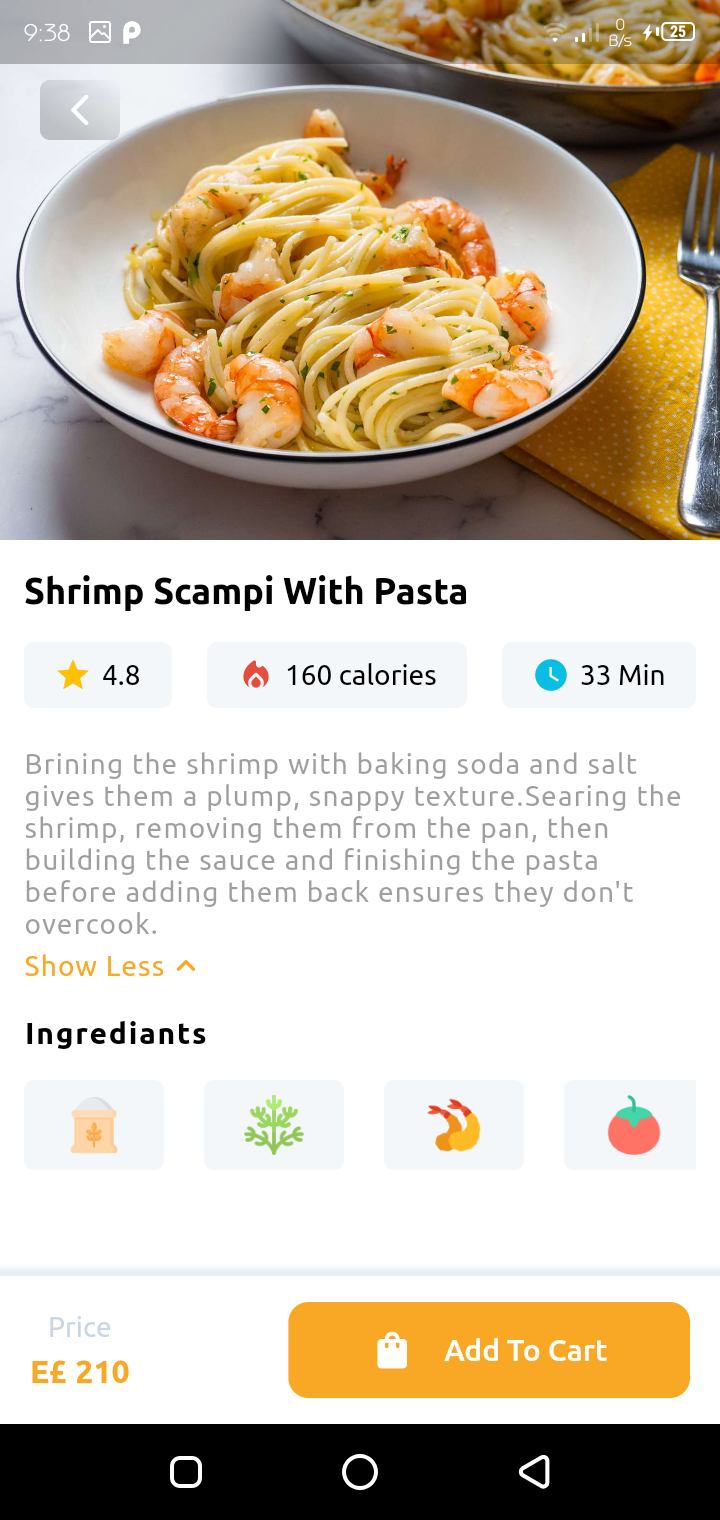 9:38
0
B/s
25
Shrimp Scampi With Pasta
4.8
160 calories
33 Min
Brining the shrimp with baking soda and salt
gives them a plump, snappy texture.Searing the
shrimp, removing them from the pan, then
building the sauce and finishing the pasta
before adding them back ensures they don't
overcook.
Show Less
Ingrediants
Price
E£ 210
Add To Cart